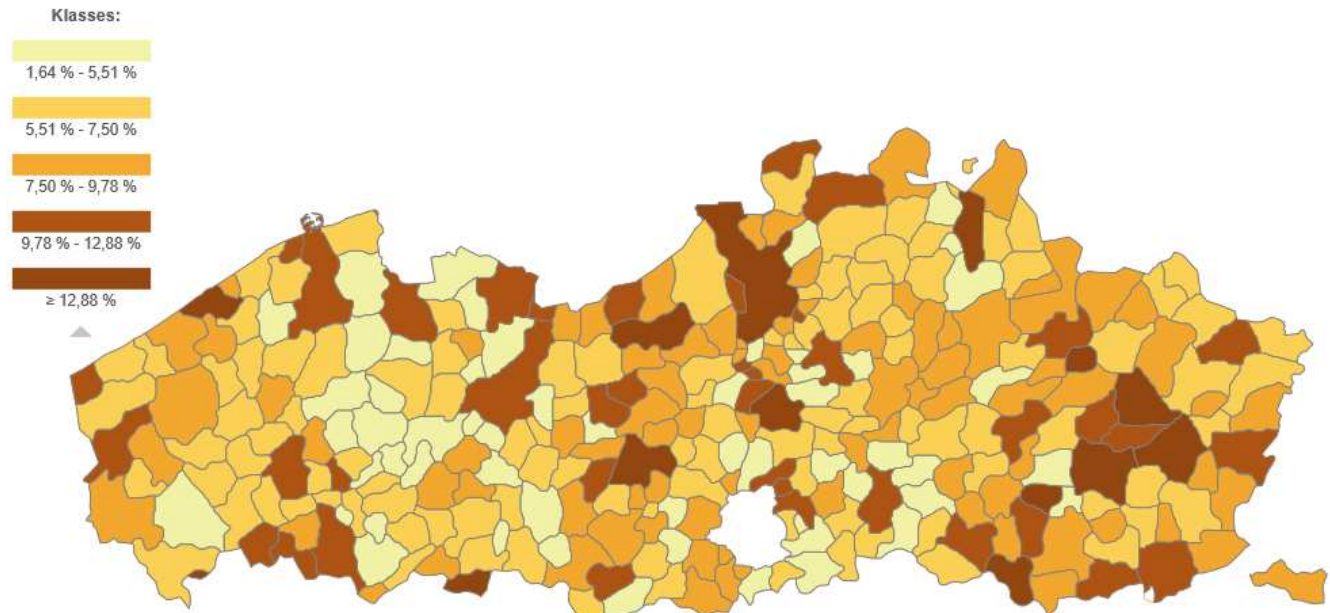 Klasses:
1,64 % - 5,51 %
5,51 % - 7,50 %
7,50 % - 9,78 %
9,78 % - 12,88 %
≥ 12,88 %